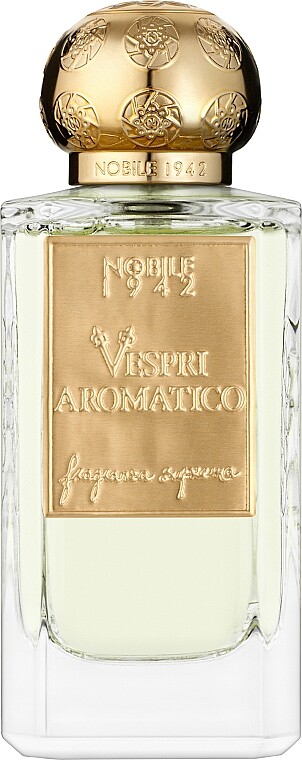 NOBILE 1942
NOBILE
1942
VESPRI
AROMATICO
fragranza suprema